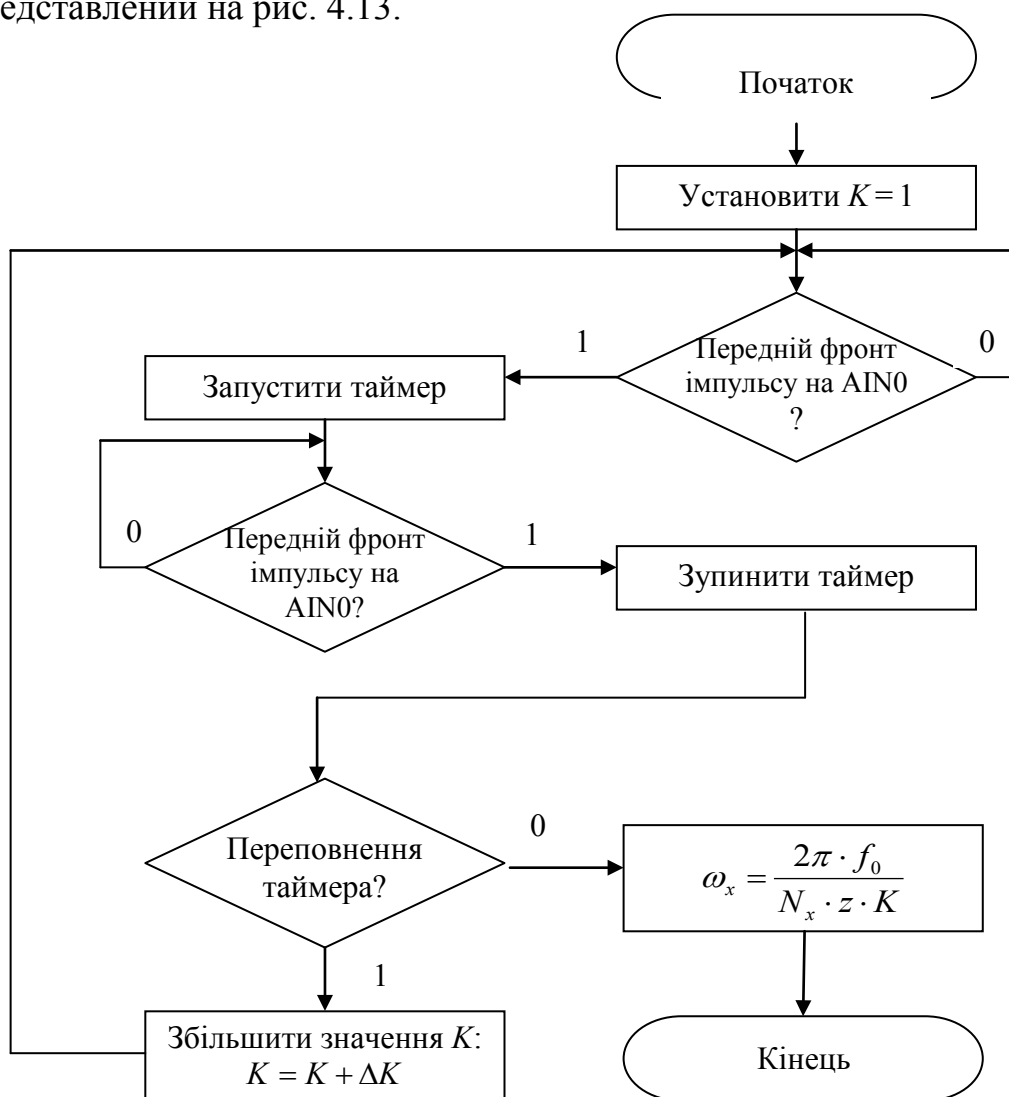 едставлений на рис. 4.13.
Початок
Установити K = 1
1
Передній фронт
імпульсу на AIN0
?
0
Запустити таймер
0
Передній фронт
імпульсу на
AIN0?
1
Зупинити таймер
Переповнення
таймера?
0
ω_x = \frac{2π · f_0}{N_x · z · K}
1
Збільшити значення K:
K = K + ΔK
Кінець